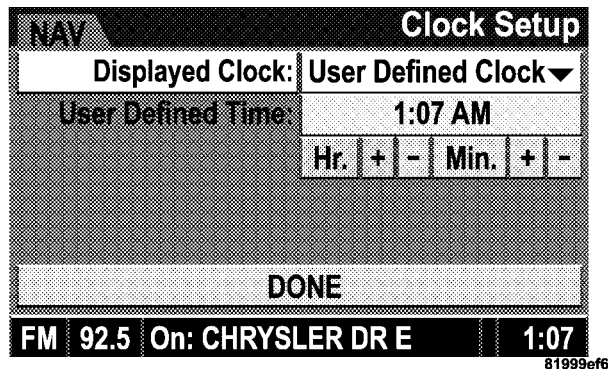 NAV Clock Setup
Displayed Clock: User Defined Clock
User Defined Time: 1:07 AM
Hr. + - Min. + -
DONE
FM 92.5 On: CHRYSLER DR E 1:07
81999ef6